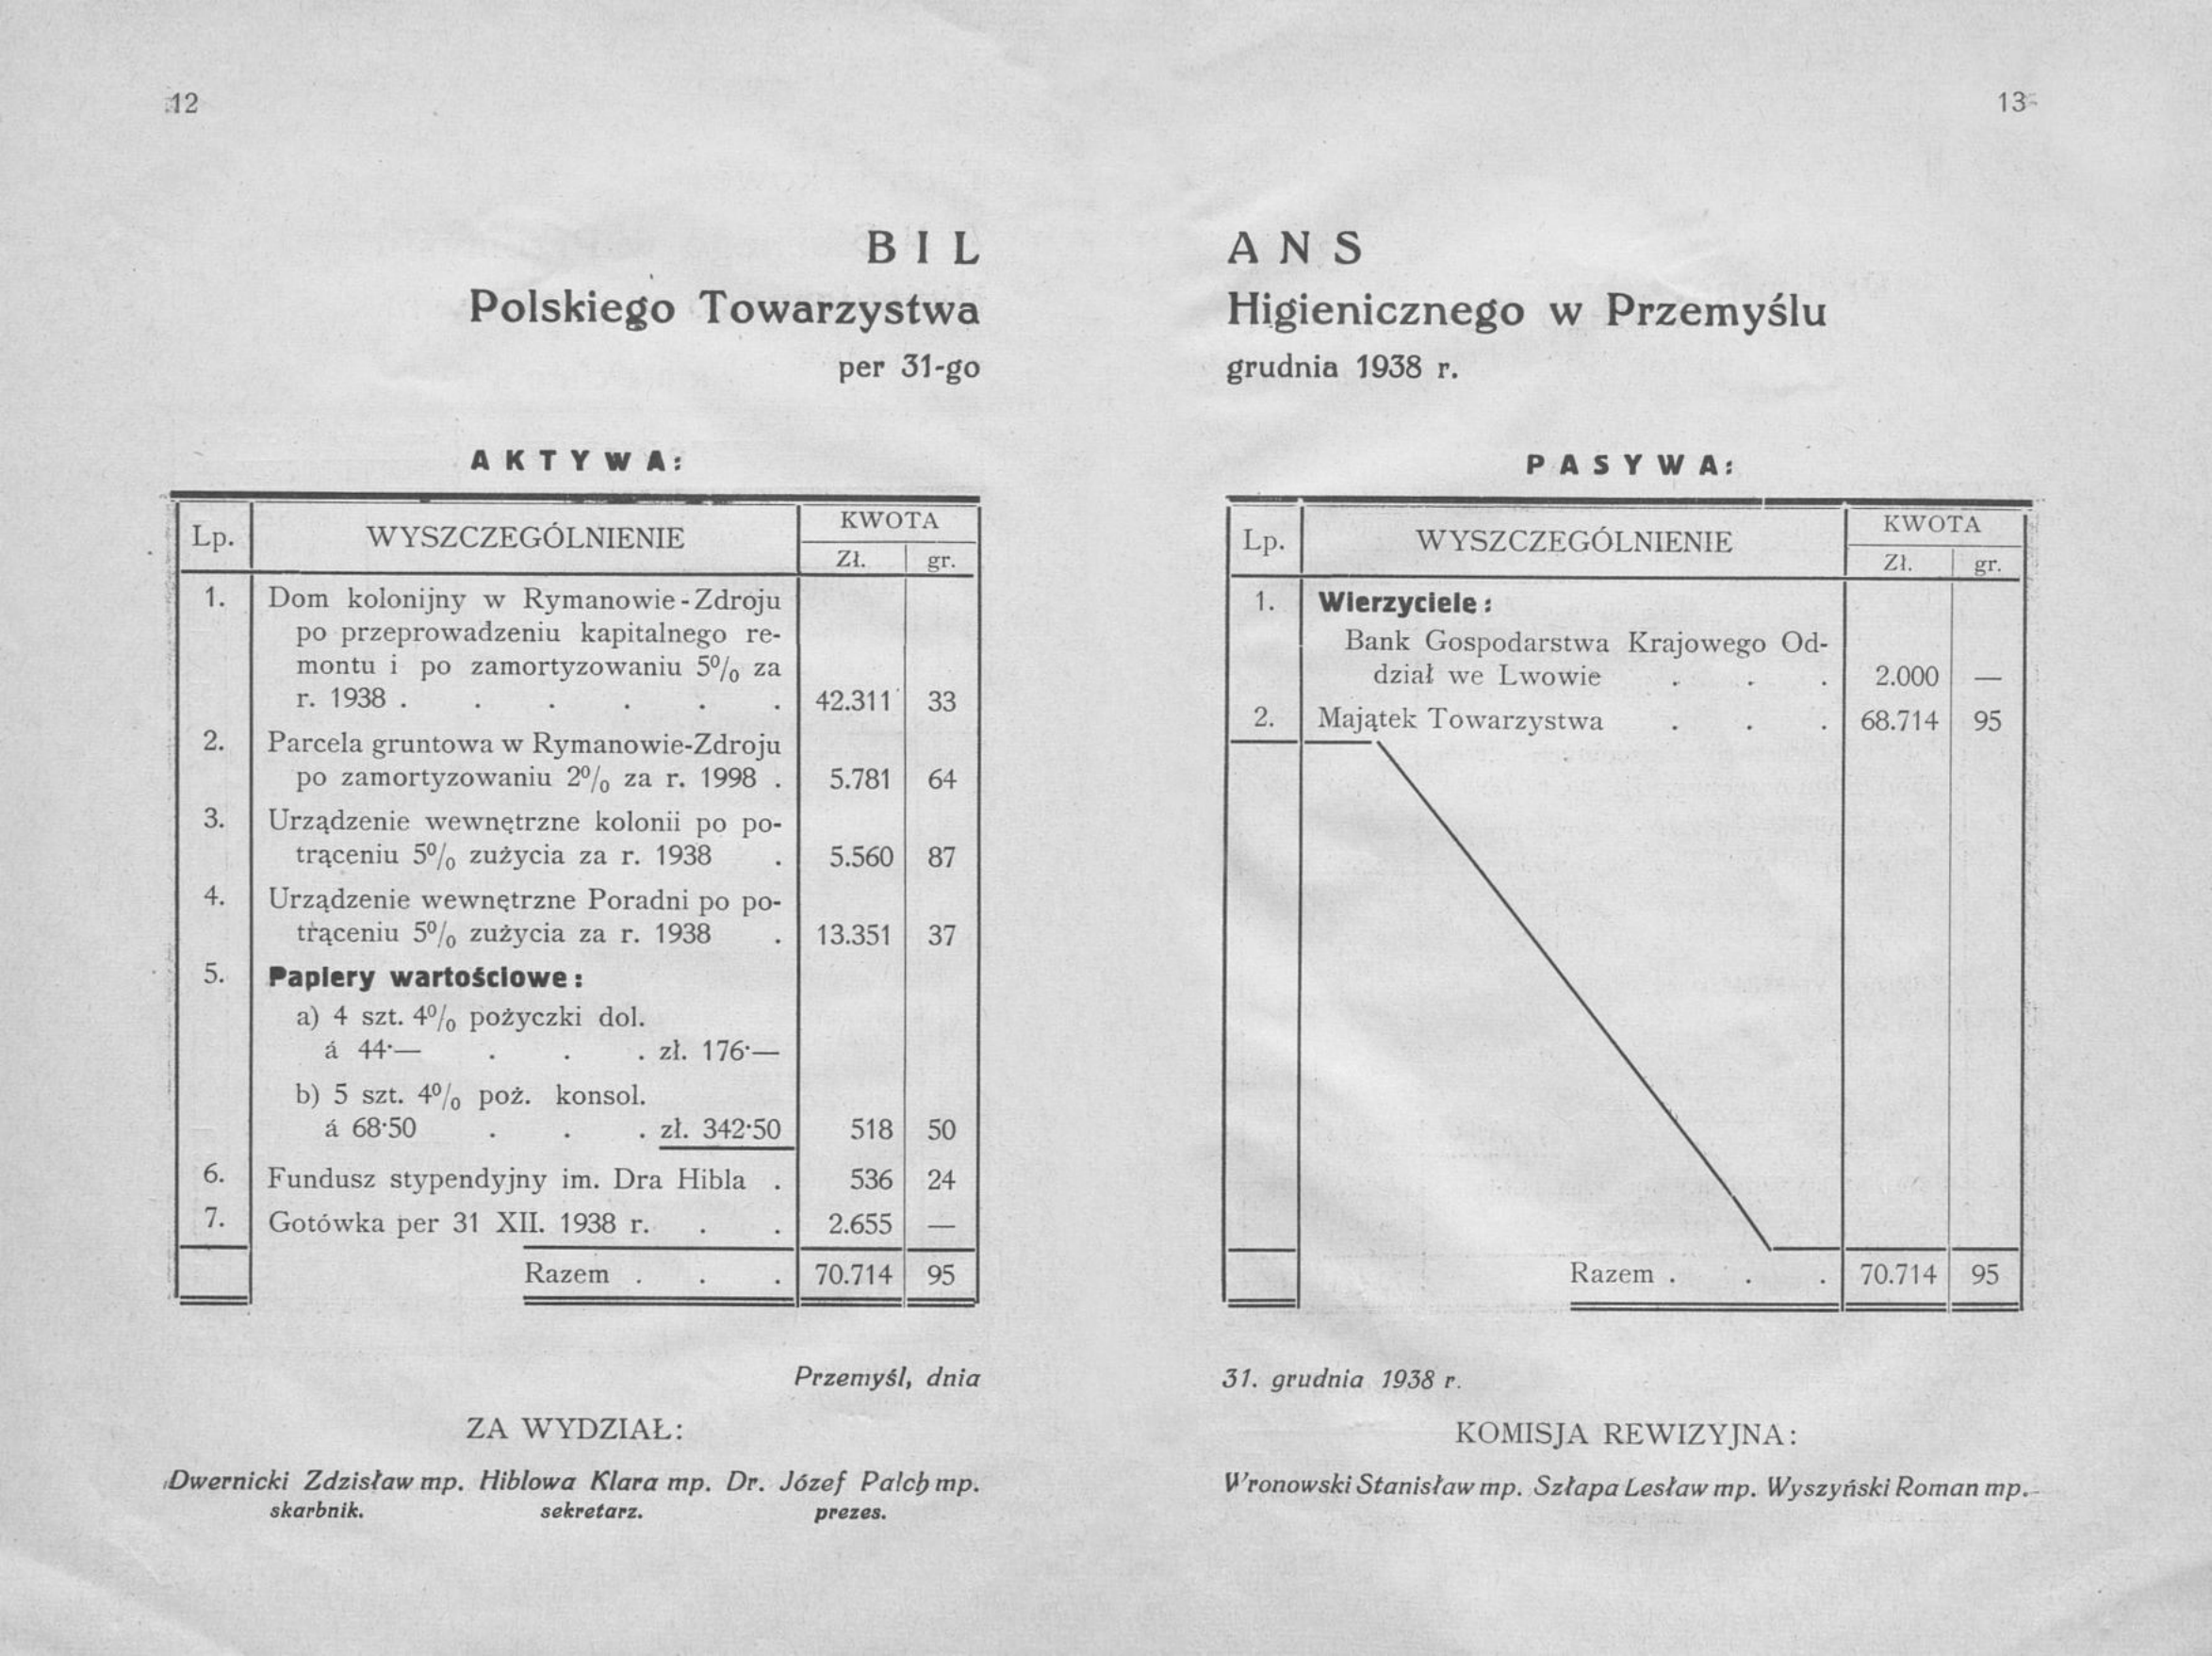 12
BIL
Polskiego Towarzystwa
per 31-go
AKTYWA:
Lp. WYSZCZEGÓLNIENIE KWOTA
Zł. gr.
1. Dom kolonijny w Rymanowie-Zdroju
po przeprowadzeniu kapitalnego re-
montu i po zamortyzowaniu 5% za
r. 1938 . . . . . . 42.311 33
2. Parcela gruntowa w Rymanowie-Zdroju
po zamortyzowaniu 2% za r. 1998 . 5.781 64
3. Urządzenie wewnętrzne kolonii po po-
trąceniu 5% zużycia za r. 1938 . 5.560 87
4. Urządzenie wewnętrzne Poradni po po-
trąceniu 5% zużycia za r. 1938 . 13.351 37
5. Papiery wartościowe:
a) 4 szt. 4% pożyczki dol.
á 44·— . . . zł. 176·—
b) 5 szt. 4% poż. konsol.
á 68·50 . . . zł. 342·50 518 50
6. Fundusz stypendyjny im. Dra Hibla . 536 24
7. Gotówka per 31 XII. 1938 r. . . 2.655 —
Razem . . . 70.714 95
Przemyśl, dnia
ZA WYDZIAŁ:
Dwernicki Zdzisław mp. Hiblowa Klara mp. Dr. Józef Palch mp.
skarbnik. sekretarz. prezes.
13
ANS
Higienicznego w Przemyślu
grudnia 1938 r.
PASYWA:
Lp. WYSZCZEGÓLNIENIE KWOTA
Zł. gr.
1. Wierzyciele:
Bank Gospodarstwa Krajowego Od-
dział we Lwowie . . . 2.000 —
2. Majątek Towarzystwa . . . 68.714 95
Razem . . . 70.714 95
31. grudnia 1938 r.
KOMISJA REWIZYJNA:
Wronowski Stanisław mp. Szłapa Lesław mp. Wyszyński Roman mp.